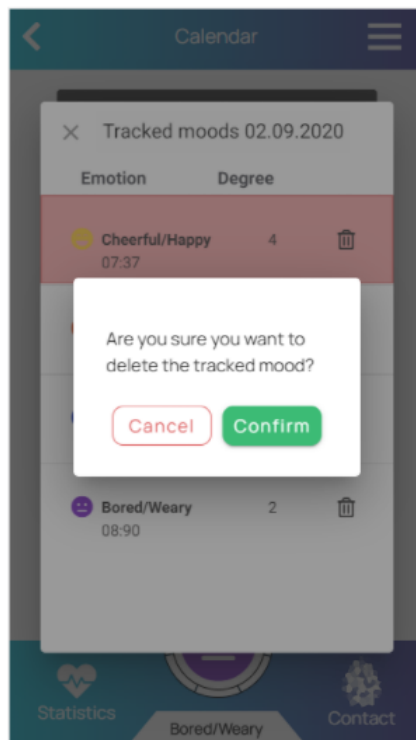 Calendar
Tracked moods 02.09.2020
Emotion Degree
Cheerful/Happy 4
07:37
Are you sure you want to
delete the tracked mood?
Cancel Confirm
Bored/Weary 2
08:90
Statistics
Bored/Weary
Contact